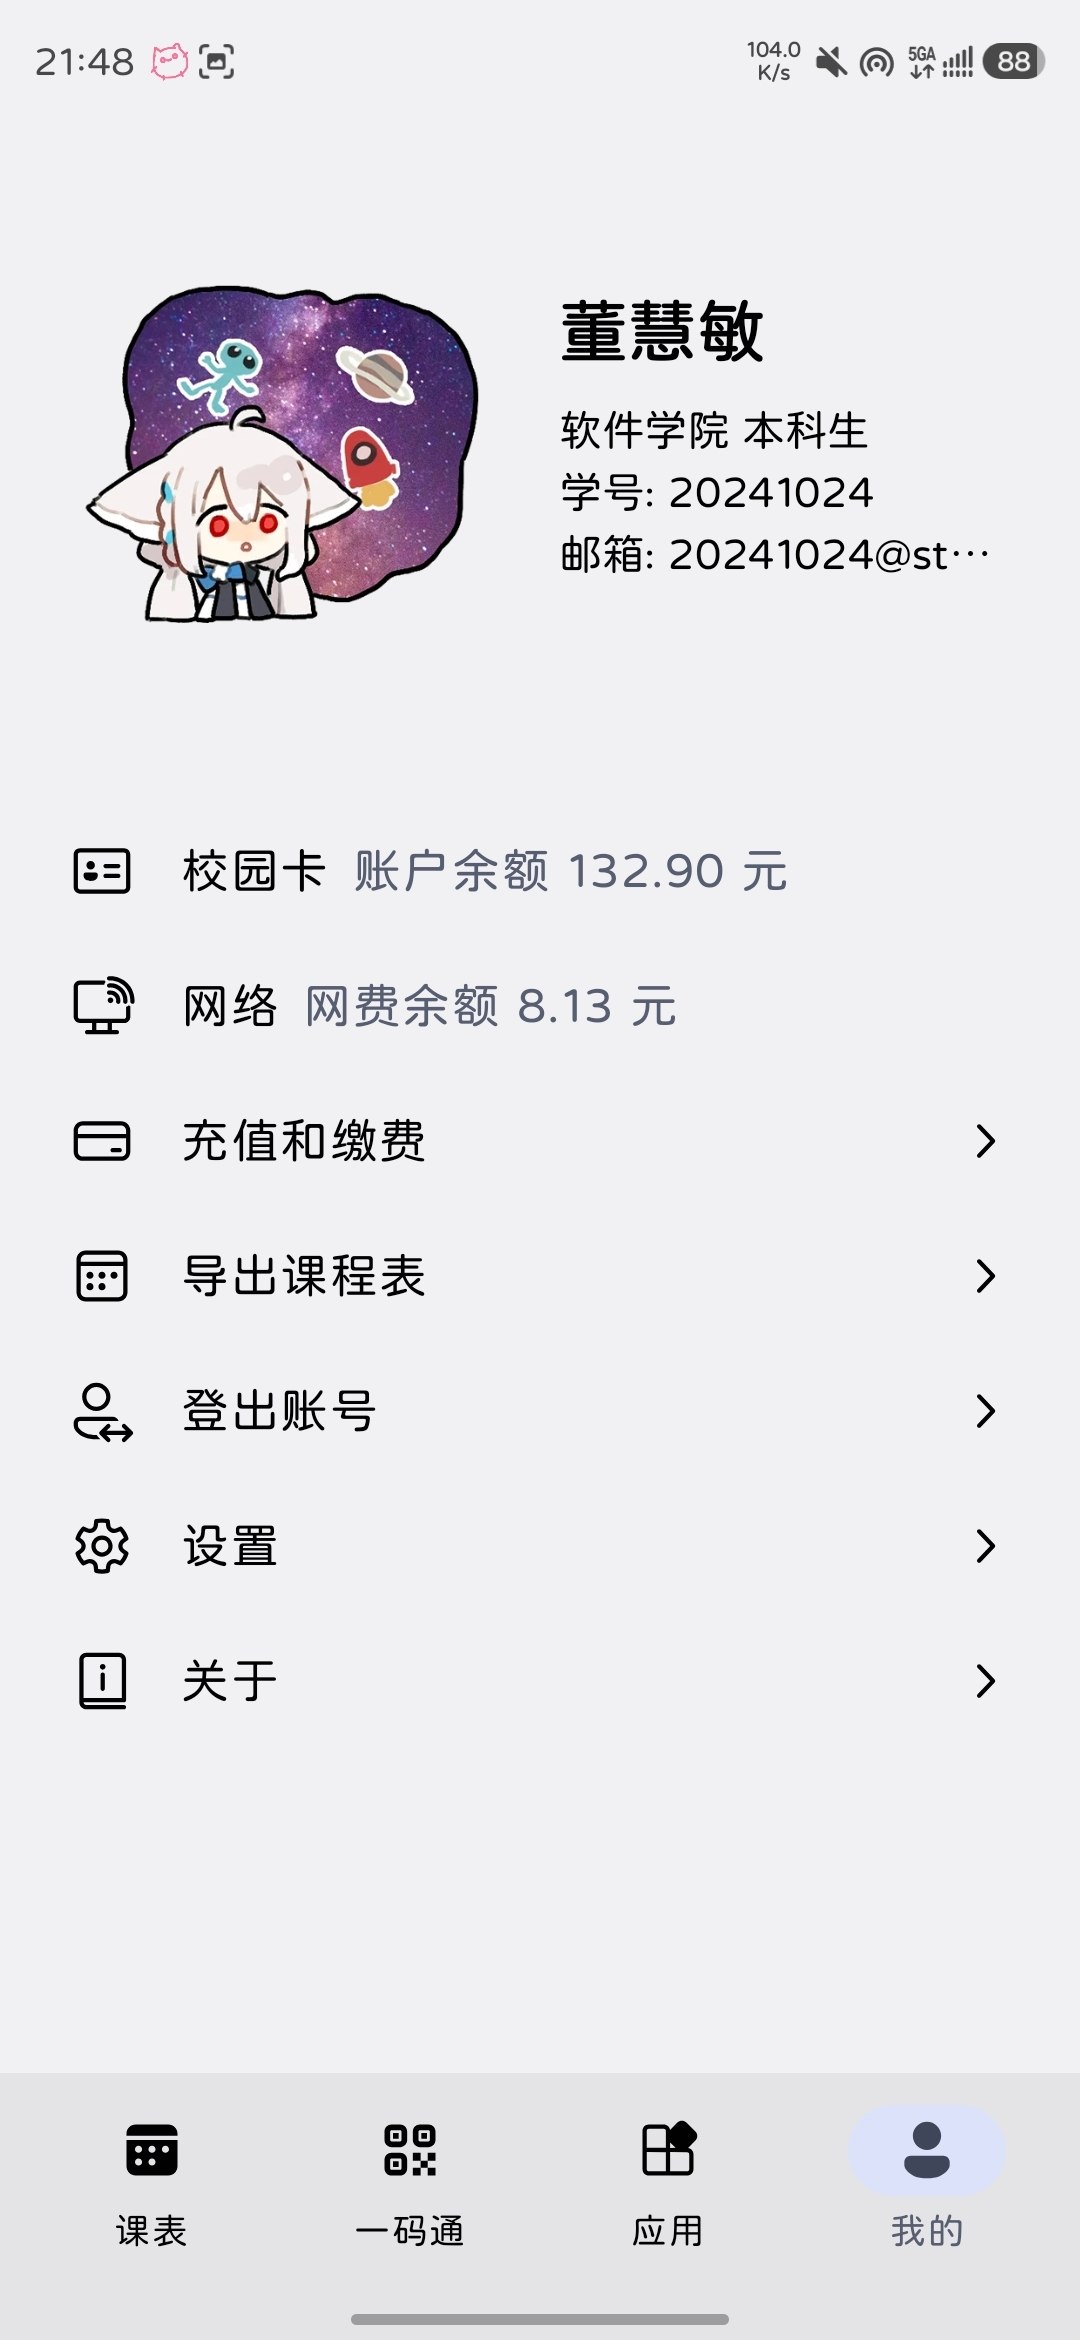 21:48
104.0 K/s
5GA
88
董慧敏
软件学院 本科生
学号: 20241024
邮箱: 20241024@st···
校园卡 账户余额 132.90 元
网络 网费余额 8.13 元
充值和缴费
导出课程表
登出账号
设置
关于
课表 一码通 应用 我的